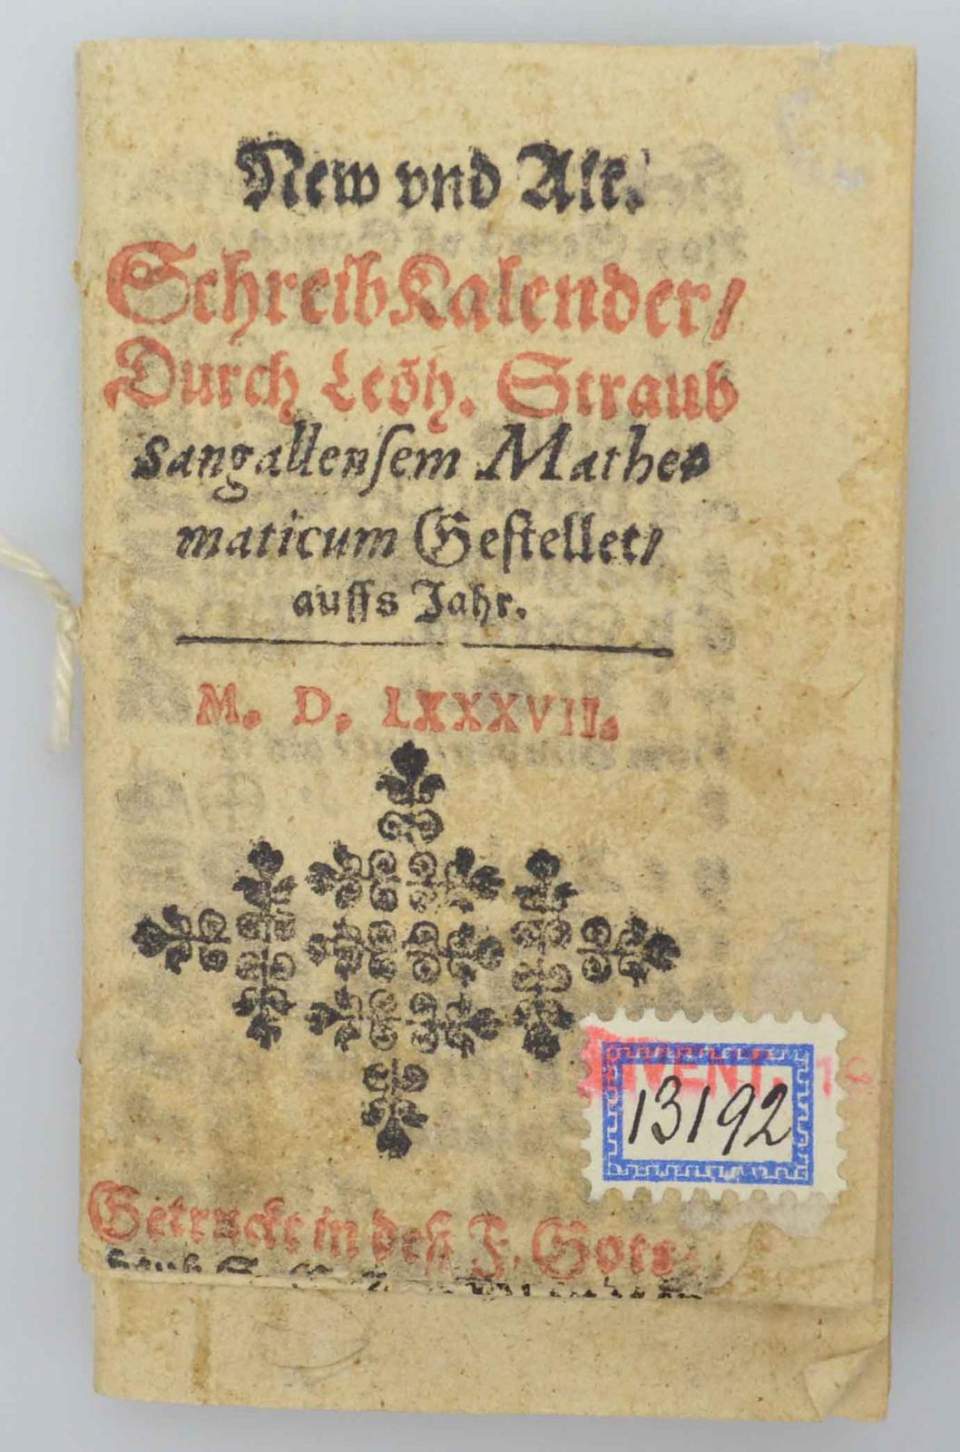 New vnd Alt.
SchreibKalender/
Durch Leoh. Straub
Sangallensem Mathe-
maticum Gestellet/
auffs Jahr.
M. D. LXXXVII.
INVENT.
13192
Getruckt in deß F. Gots